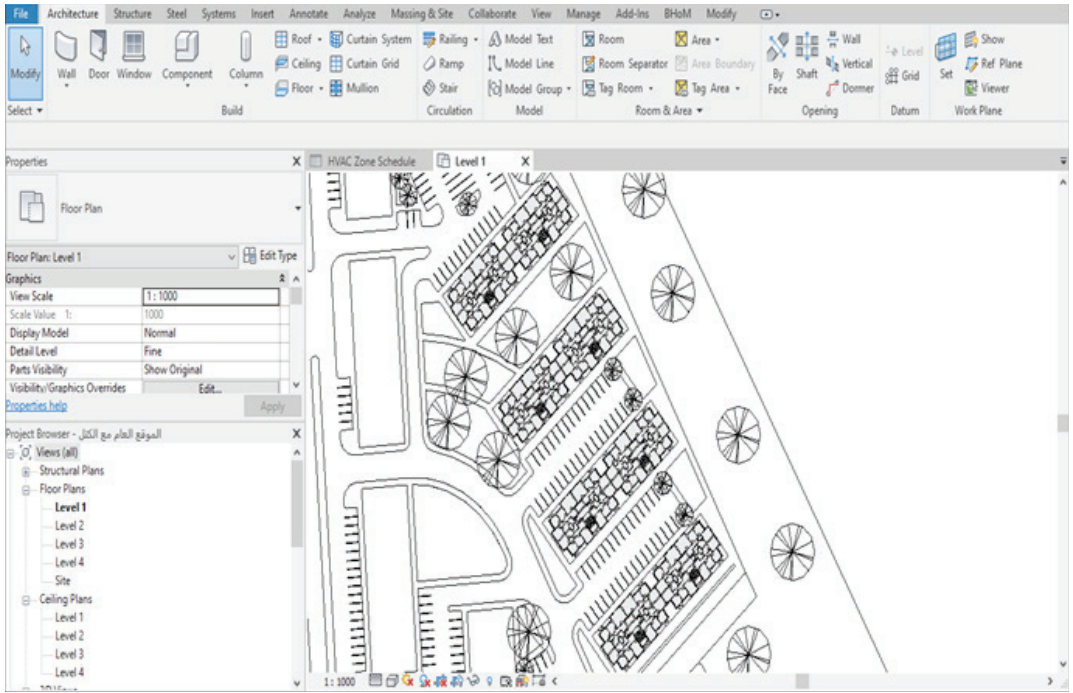 File Architecture Structure Steel Systems Insert Annotate Analyze Massing & Site Collaborate View Manage Add-Ins BHoM Modify
Modify Wall Door Window Component Column
Roof Curtain System Railing Model Text Room Area Wall Show
Ceiling Curtain Grid Ramp Model Line Room Separator Area Boundary By Face Shaft Vertical Level Set Ref Plane
Floor Mullion Stair Model Group Tag Room Tag Area Dormer Grid Viewer
Select Build Circulation Model Room & Area Opening Datum Work Plane
Properties X HVAC Zone Schedule Level 1 X
Floor Plan
Floor Plan: Level 1 Edit Type
Graphics
View Scale 1 : 1000
Scale Value 1: 1000
Display Model Normal
Detail Level Fine
Parts Visibility Show Original
Visibility/Graphics Overrides Edit...
Properties help Apply
Project Browser - الموقع العام مع الكتل X
Views (all)
Structural Plans
Floor Plans
Level 1
Level 2
Level 3
Level 4
Site
Ceiling Plans
Level 1
Level 2
Level 3
Level 4
1 : 1000